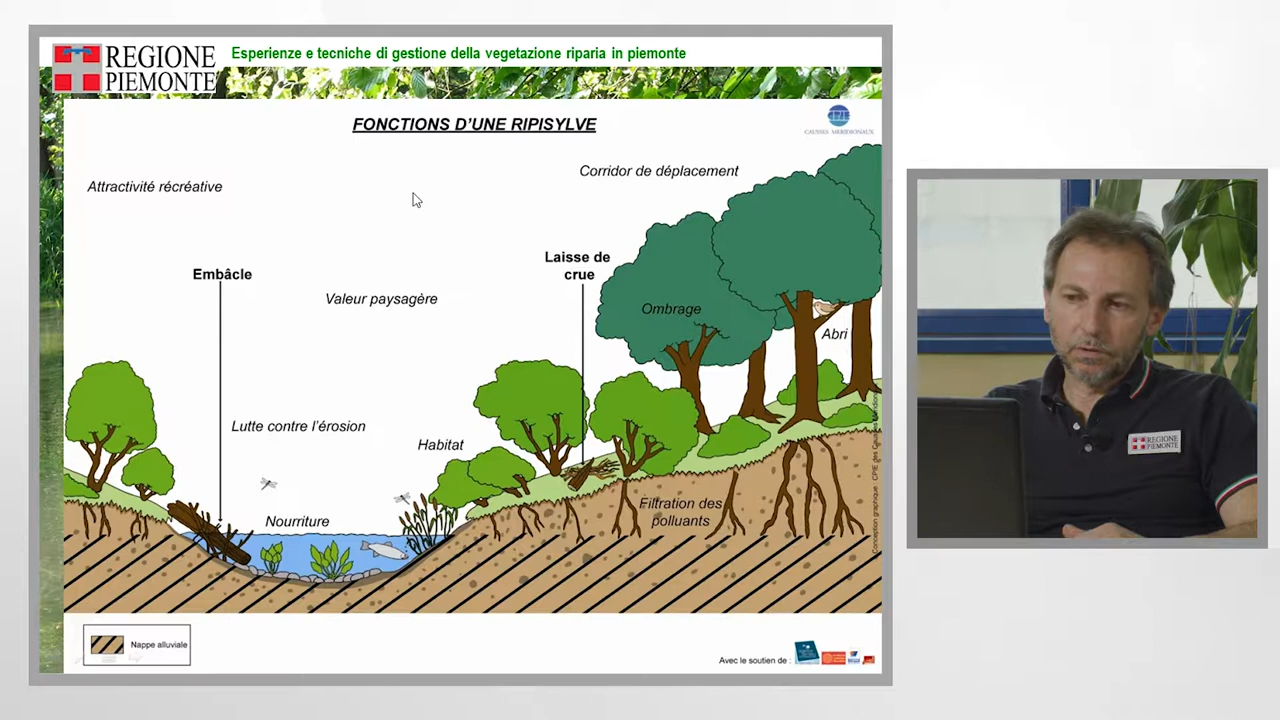 REGIONE
PIEMONTE
Esperienze e tecniche di gestione della vegetazione riparia in piemonte
FONCTIONS D'UNE RIPISYLVE
CAUSSES MERIDIONAUX
Attractivité récréative
Corridor de déplacement
Embâcle
Laisse de
crue
Valeur paysagère
Ombrage
Abri
Lutte contre l'érosion
Habitat
Nourriture
Filtration des
polluants
Nappe alluviale
Avec le soutien de :
REGIONE
PIEMONTE